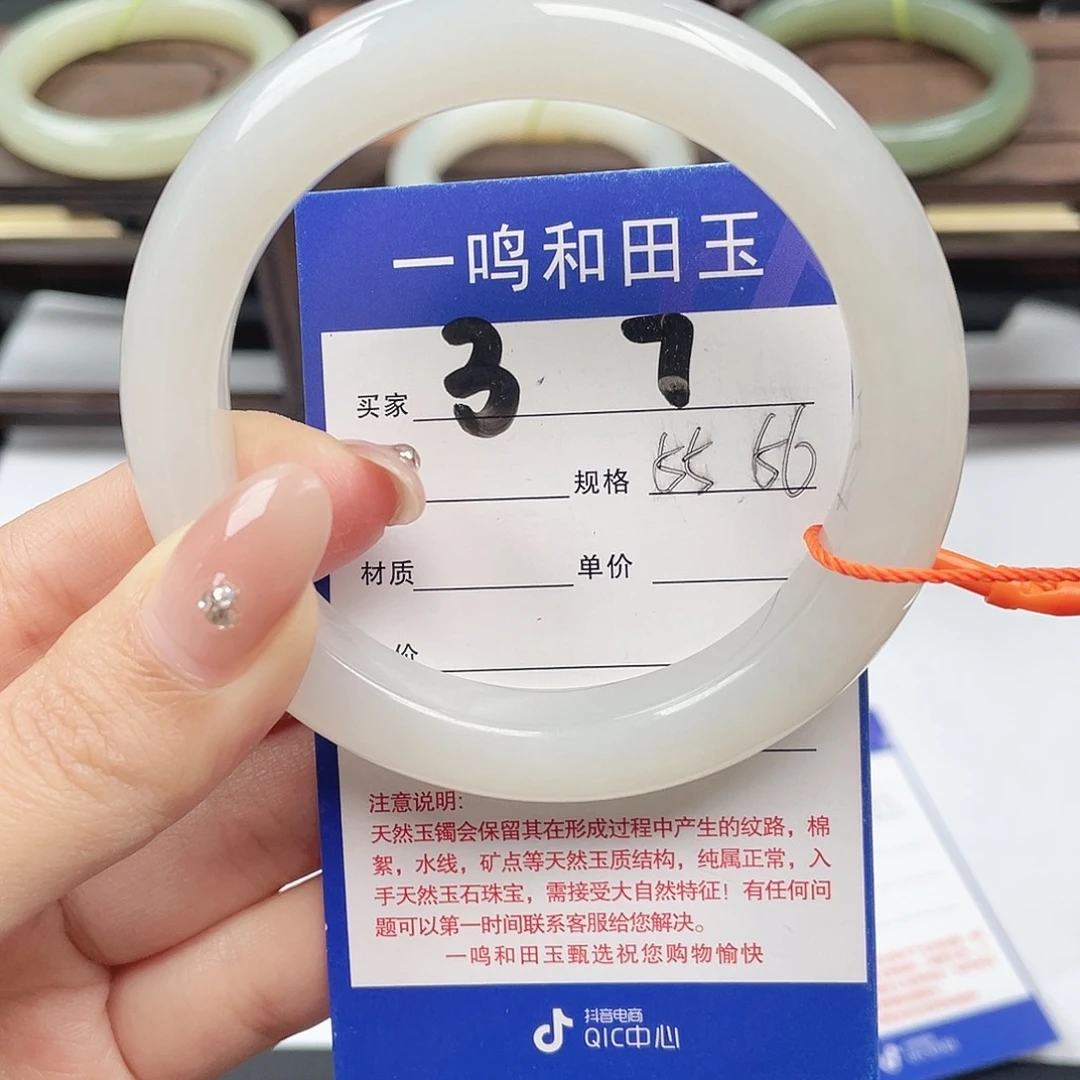 一鸣和田玉
买家 3 7
规格 55 56
材质 单价
价
注意说明:
天然玉镯会保留其在形成过程中产生的纹路，棉
絮，水线，矿点等天然玉质结构，纯属正常，入
手天然玉石珠宝，需接受大自然特征！有任何问
题可以第一时间联系客服给您解决。
一鸣和田玉甄选祝您购物愉快
抖音电商
QIC中心